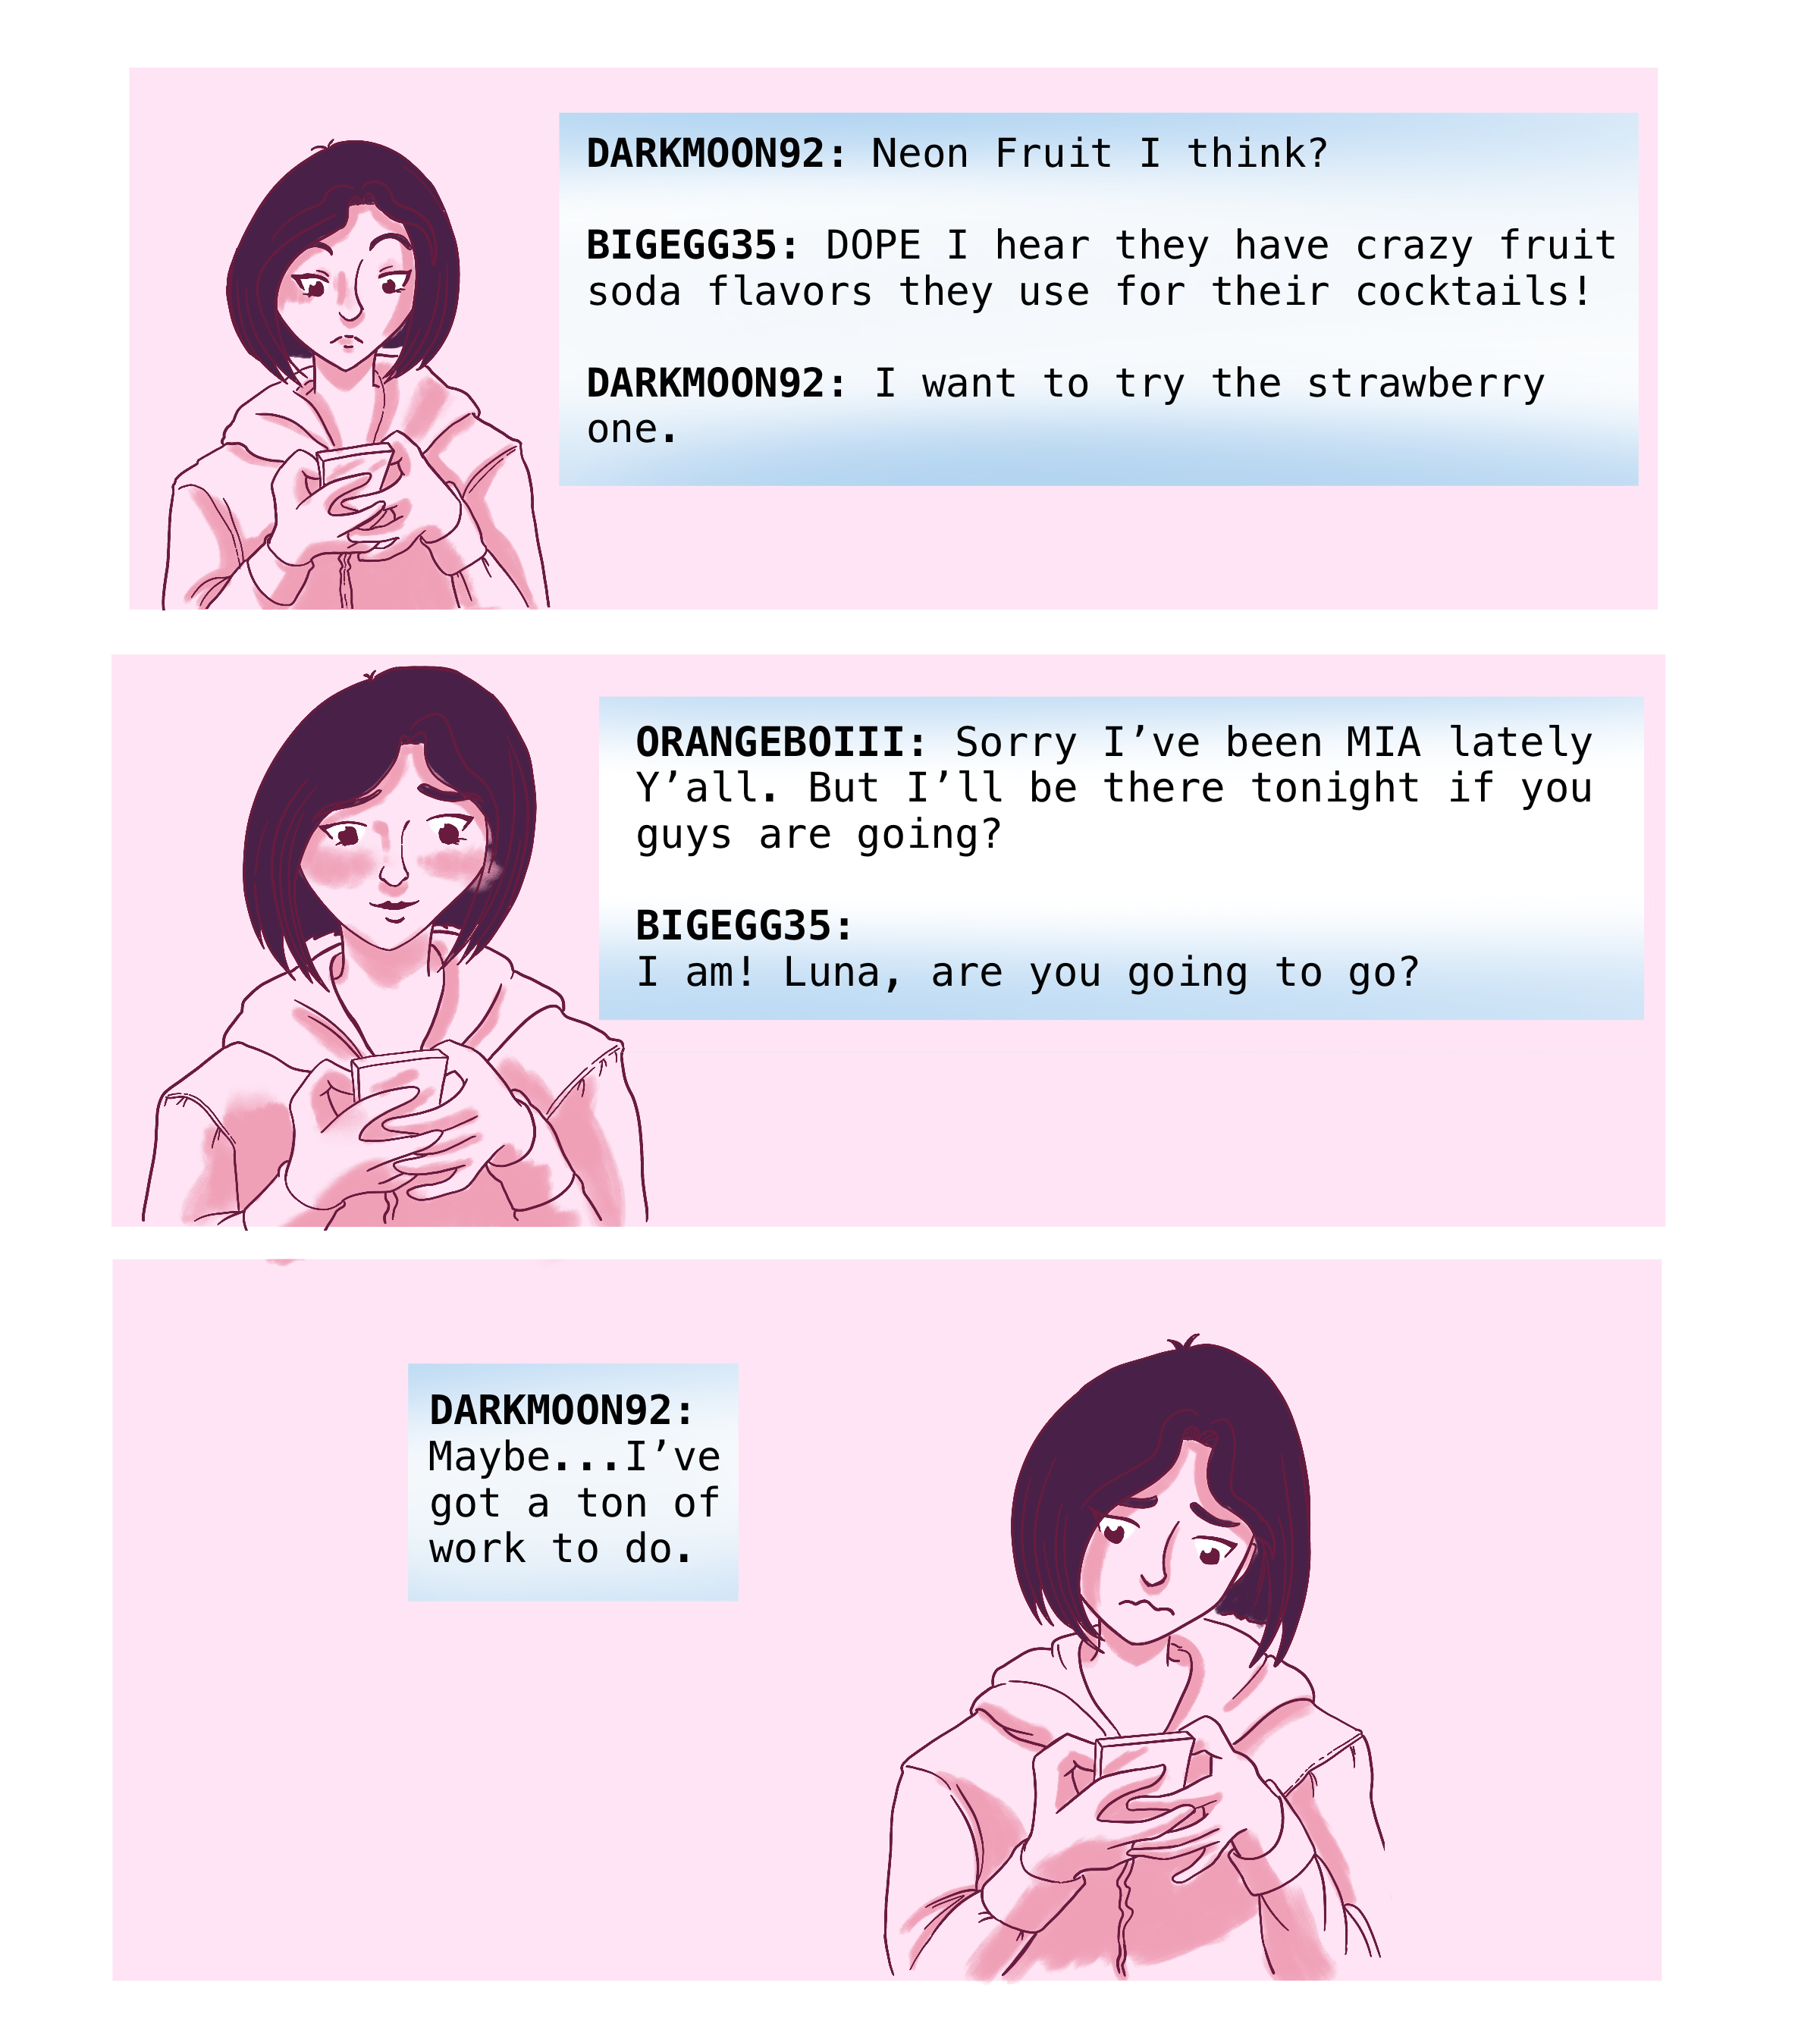 DARKMOON92: Neon Fruit I think?
BIGEGG35: DOPE I hear they have crazy fruit
soda flavors they use for their cocktails!
DARKMOON92: I want to try the strawberry
one.
ORANGEBOIII: Sorry I’ve been MIA lately
Y’all. But I’ll be there tonight if you
guys are going?
BIGEGG35:
I am! Luna, are you going to go?
DARKMOON92:
Maybe...I’ve
got a ton of
work to do.